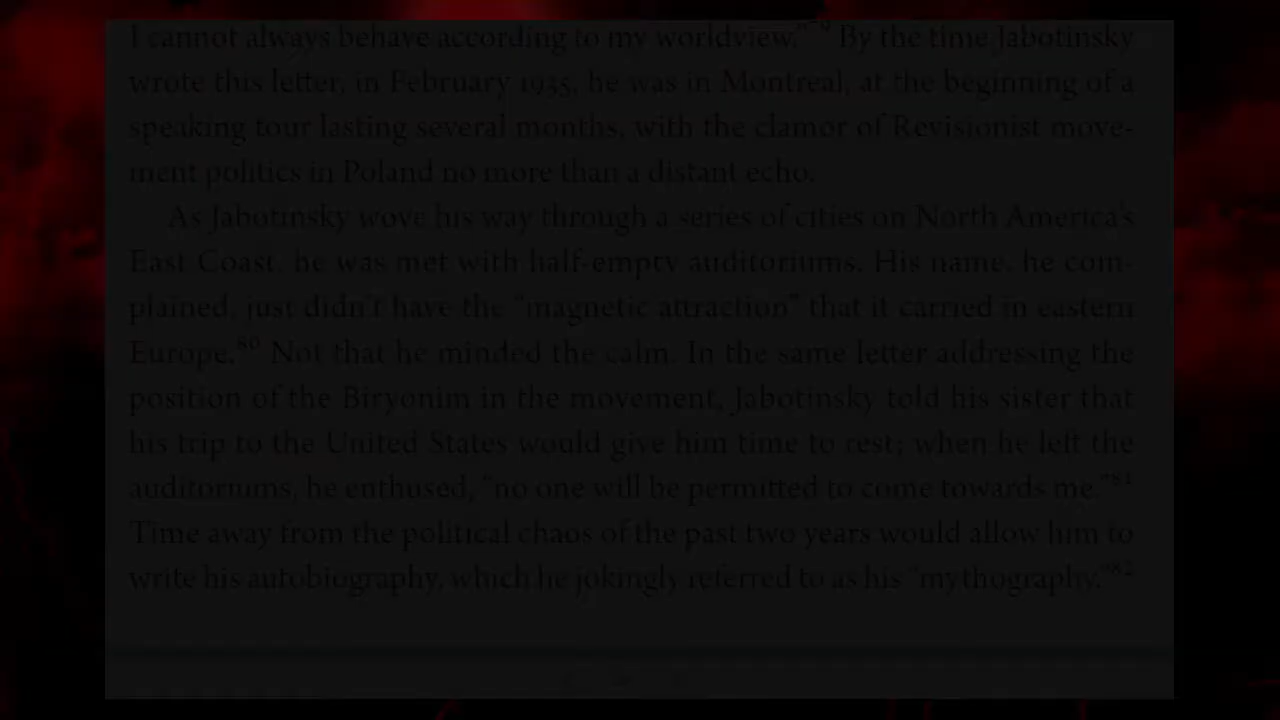 I cannot always behave according to my worldview."79 By the time Jabotinsky
wrote this letter, in February 1935, he was in Montreal, at the beginning of a
speaking tour lasting several months, with the clamor of Revisionist move-
ment politics in Poland no more than a distant echo.
As Jabotinsky wove his way through a series of cities on North America's
East Coast, he was met with half-empty auditoriums. His name, he com-
plained, just didn't have the "magnetic attraction" that it carried in eastern
Europe.80 Not that he minded the calm. In the same letter addressing the
position of the Biryonim in the movement, Jabotinsky told his sister that
his trip to the United States would give him time to rest; when he left the
auditoriums, he enthused, "no one will be permitted to come towards me."81
Time away from the political chaos of the past two years would allow him to
write his autobiography, which he jokingly referred to as his "mythography."82